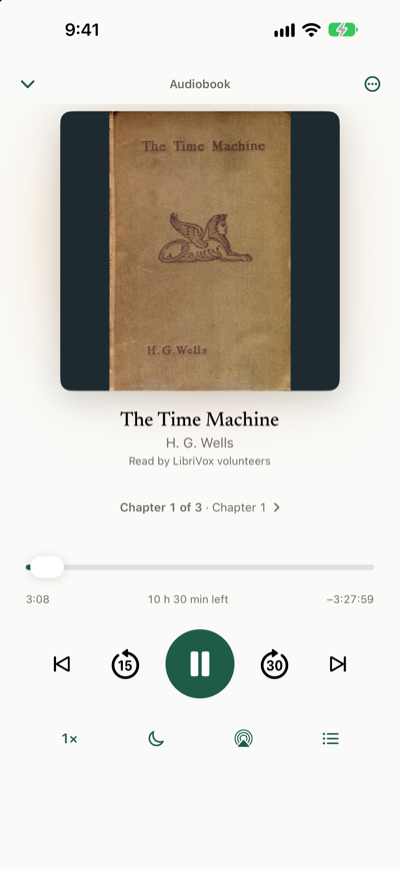 9:41
Audiobook
The Time Machine
H.G.Wells
The Time Machine
H. G. Wells
Read by LibriVox volunteers
Chapter 1 of 3 · Chapter 1
3:08 10 h 30 min left −3:27:59
15 30
1×